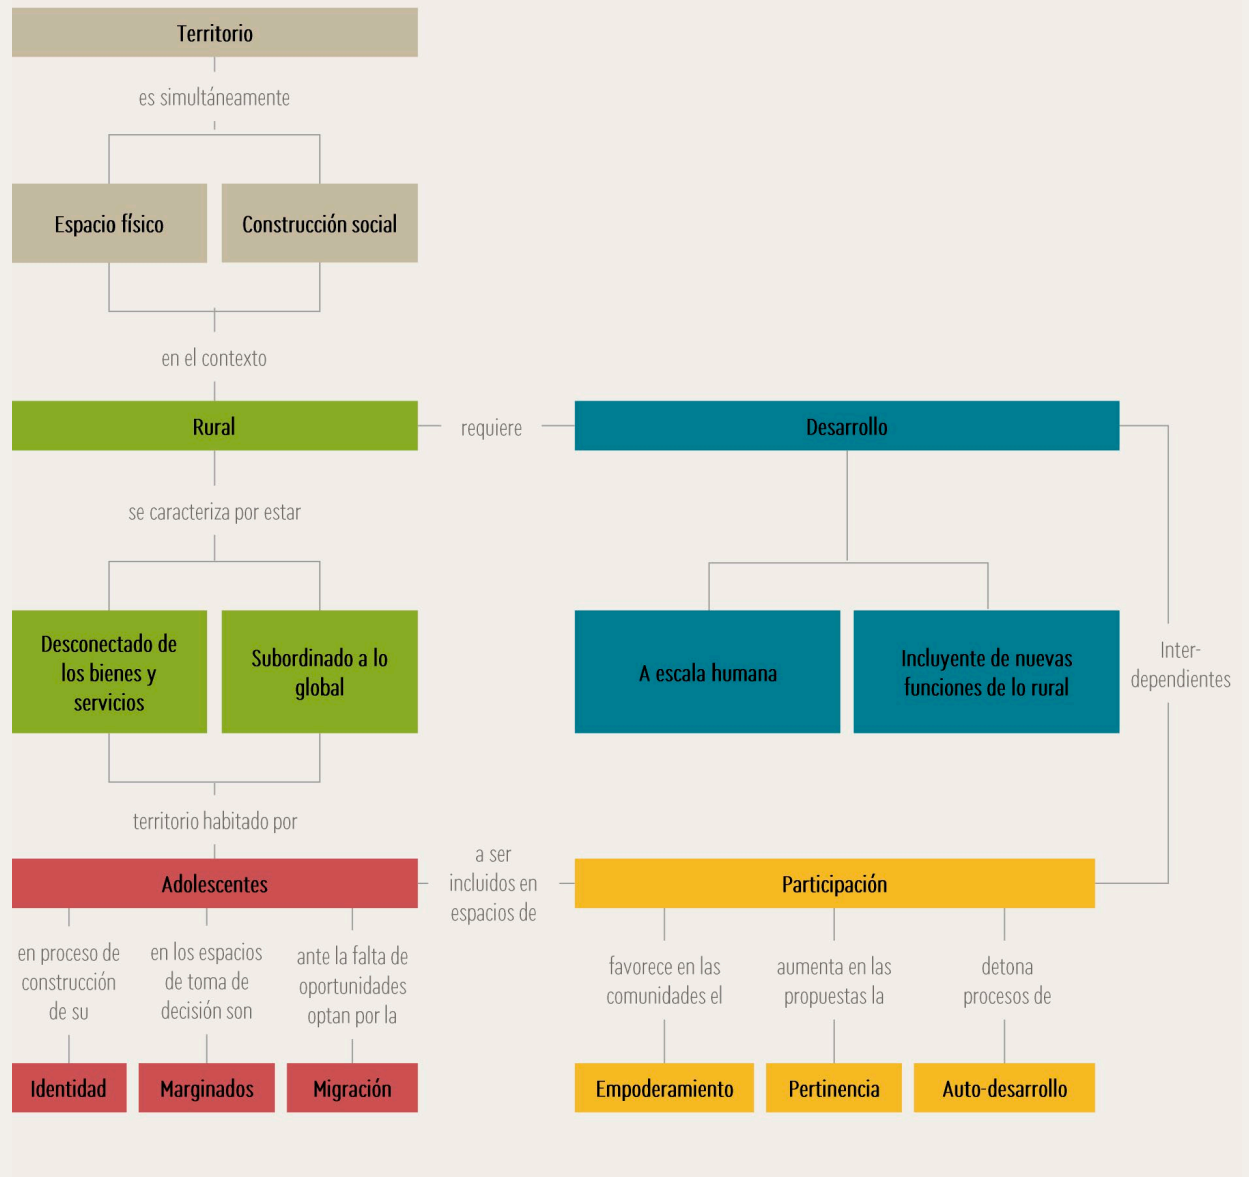 Territorio
es simultáneamente
Espacio físico
Construcción social
en el contexto
Rural
requiere
Desarrollo
se caracteriza por estar
Desconectado de
los bienes y
servicios
Subordinado a lo
global
A escala humana
Incluyente de nuevas
funciones de lo rural
Inter-
dependientes
territorio habitado por
Adolescentes
a ser
incluidos en
espacios de
Participación
en proceso de
construcción
de su
en los espacios
de toma de
decisión son
ante la falta de
oportunidades
optan por la
favorece en las
comunidades el
aumenta en las
propuestas la
detona
procesos de
Identidad
Marginados
Migración
Empoderamiento
Pertinencia
Auto-desarrollo